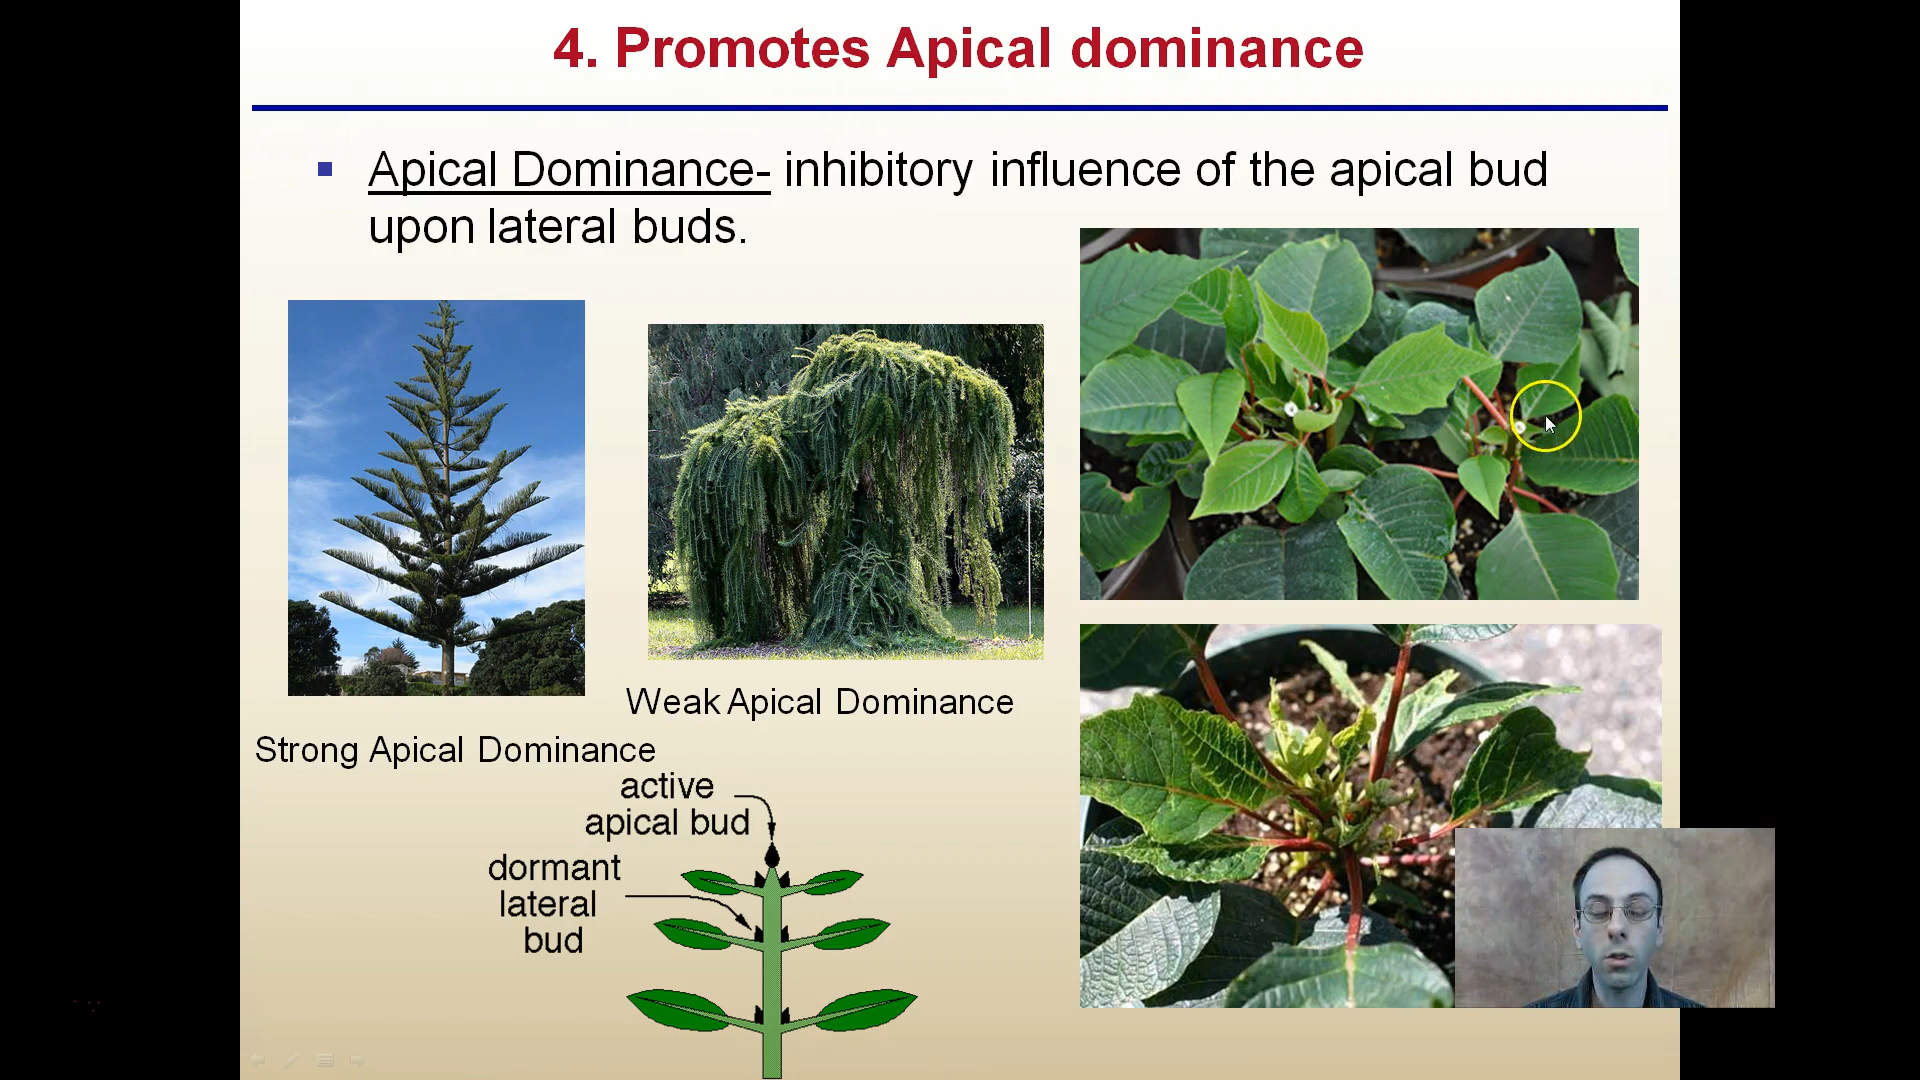 4. Promotes Apical dominance
Apical Dominance- inhibitory influence of the apical bud
upon lateral buds.
Weak Apical Dominance
Strong Apical Dominance
active
apical bud
dormant
lateral
bud